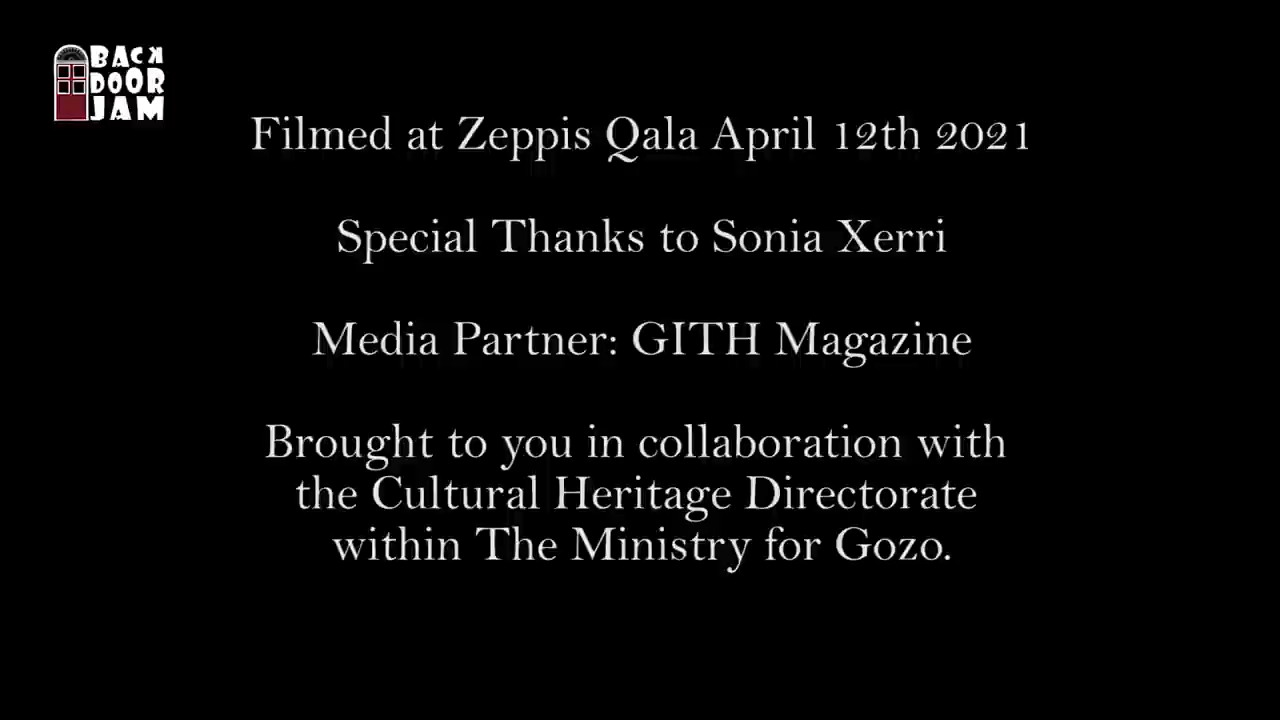 BACK
DOOR
JAM
Filmed at Zeppis Qala April 12th 2021
Special Thanks to Sonia Xerri
Media Partner: GITH Magazine
Brought to you in collaboration with
the Cultural Heritage Directorate
within The Ministry for Gozo.